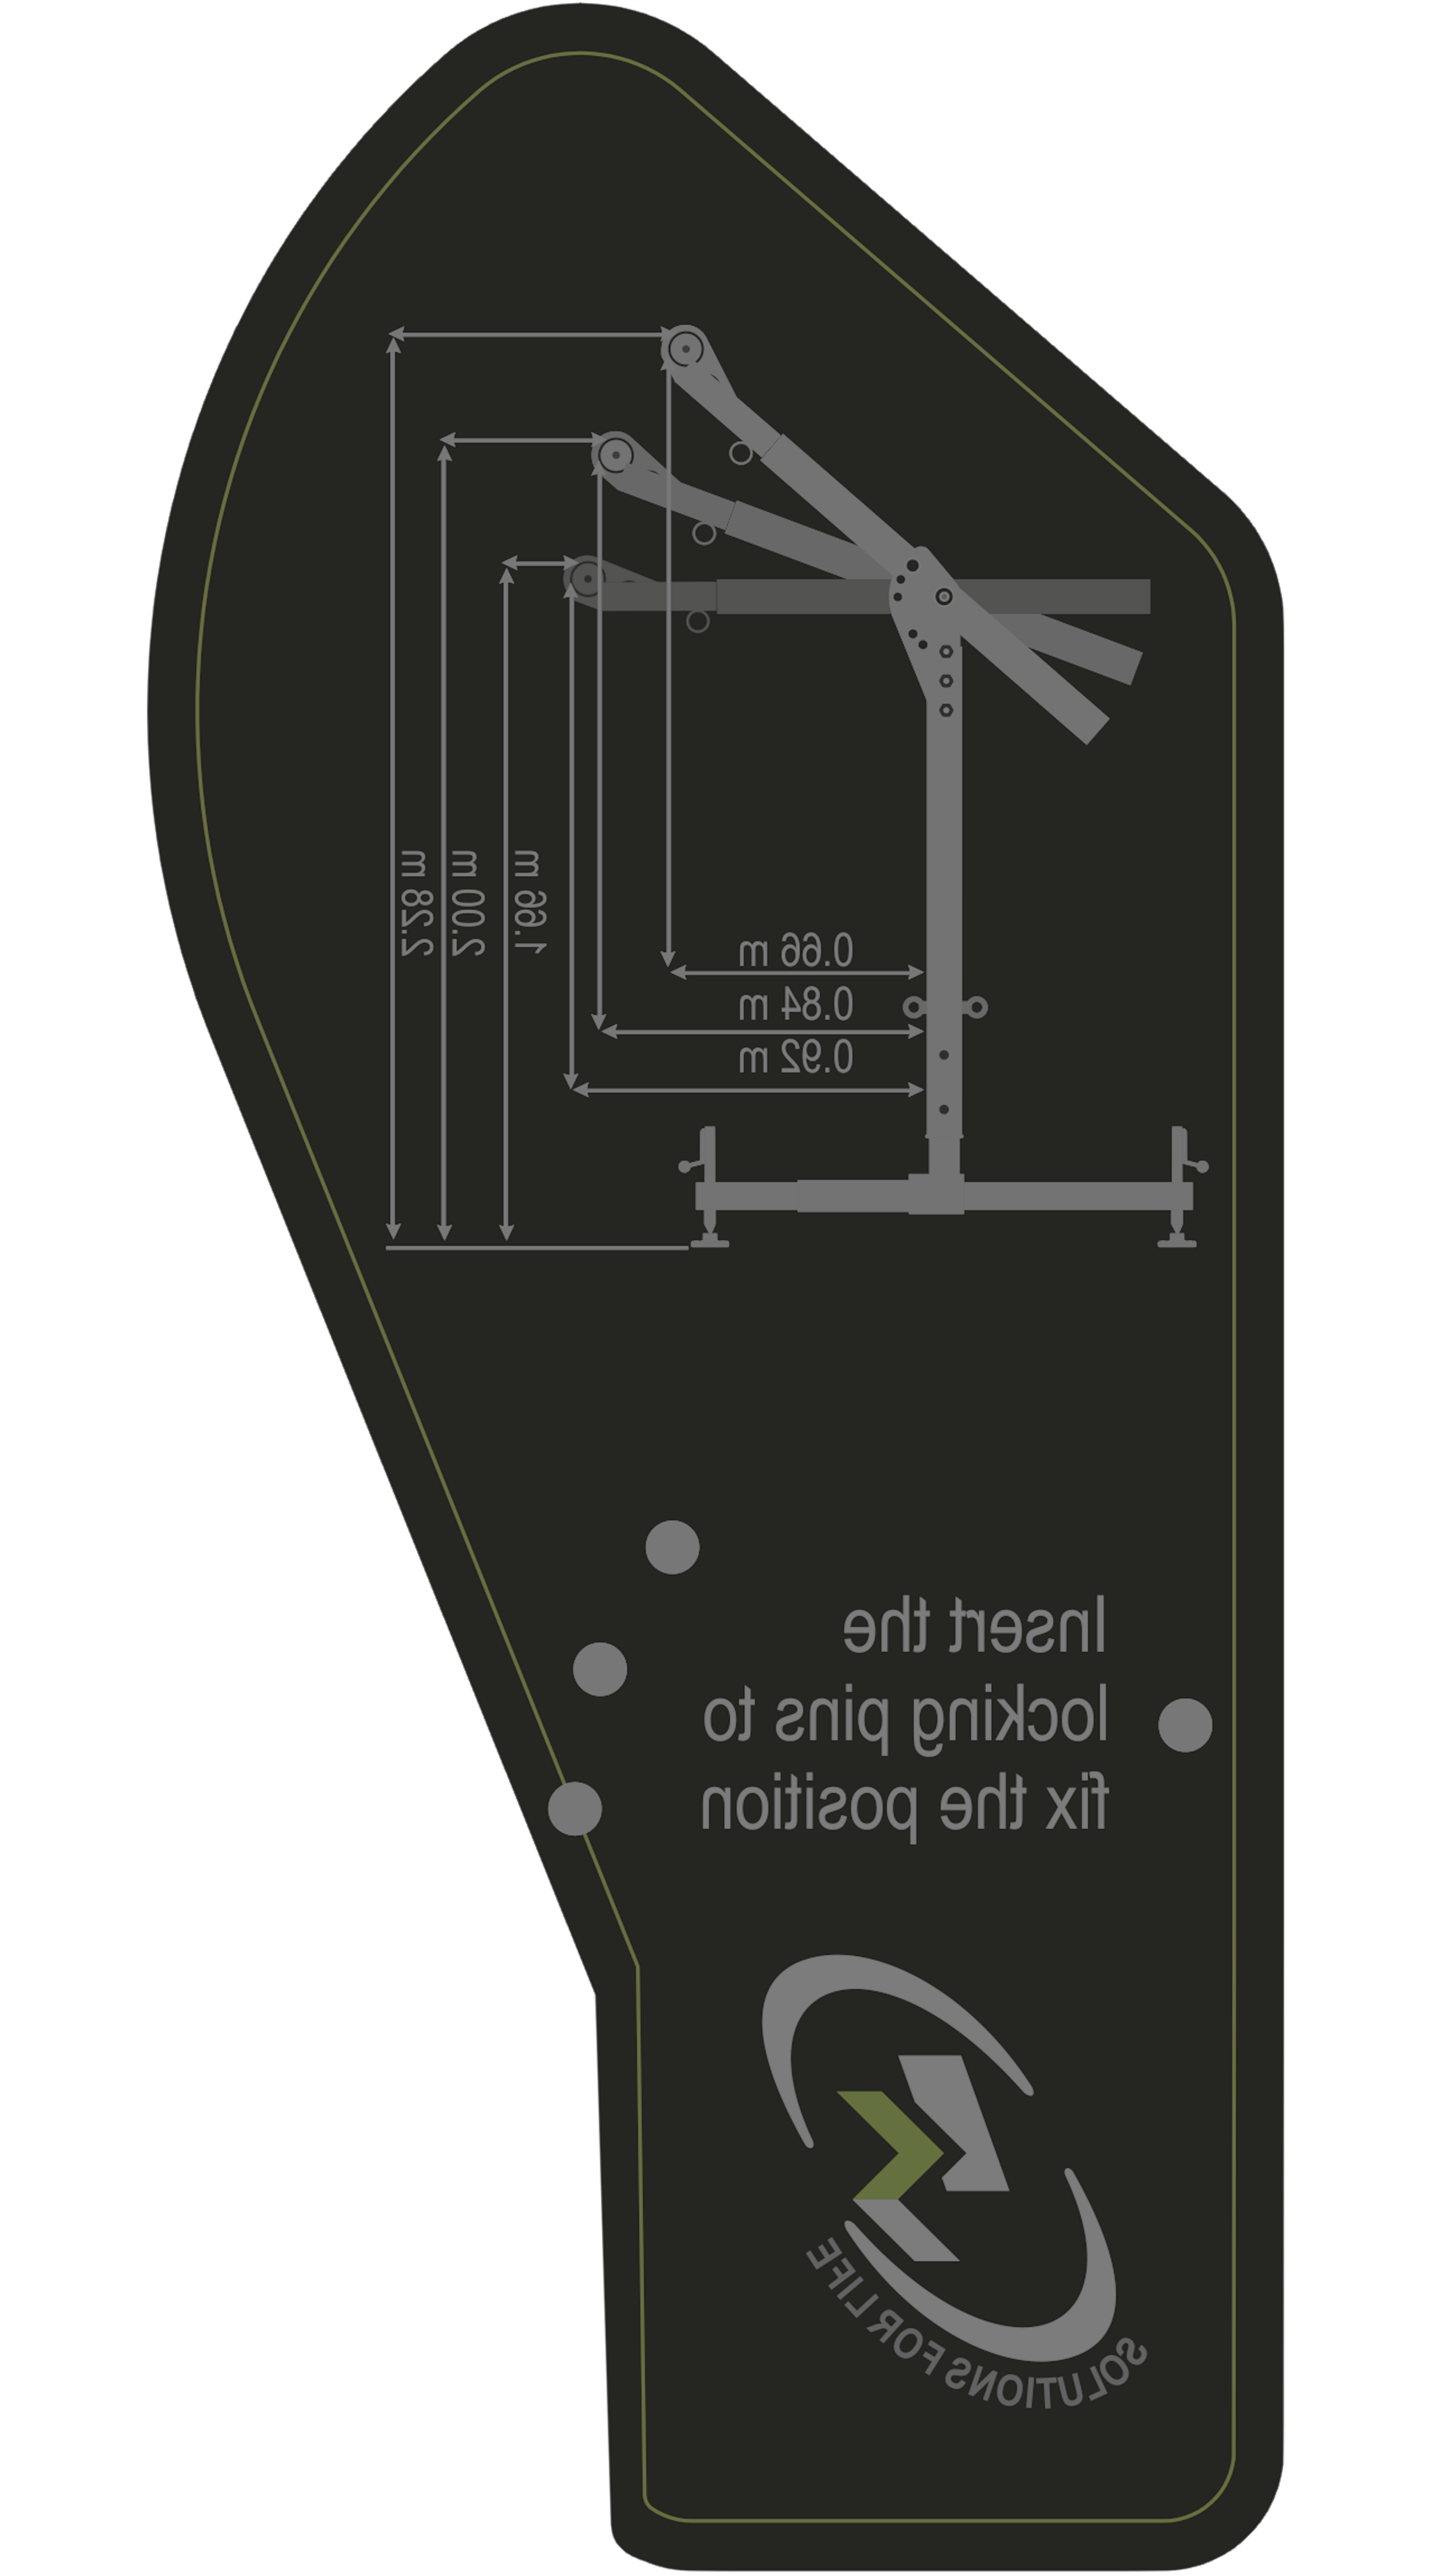 2.28 m
2.00 m
1.66 m
0.66 m
0.84 m
0.92 m
Insert the
locking pins to
fix the position
SOLUTIONS FOR LIFE